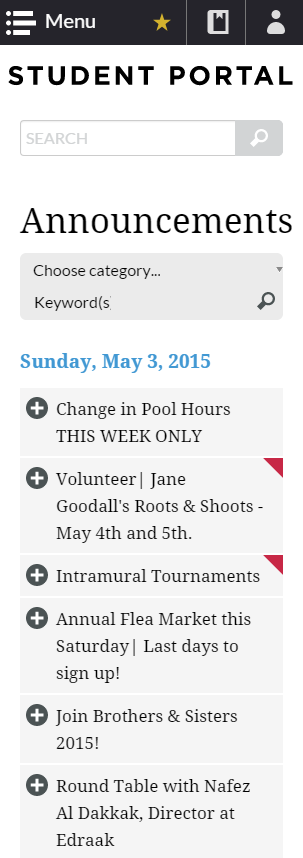 Menu
STUDENT PORTAL
SEARCH
Announcements
Choose category...
Keyword(s
Sunday, May 3, 2015
Change in Pool Hours
THIS WEEK ONLY
Volunteer| Jane
Goodall's Roots & Shoots -
May 4th and 5th.
Intramural Tournaments
Annual Flea Market this
Saturday| Last days to
sign up!
Join Brothers & Sisters
2015!
Round Table with Nafez
Al Dakkak, Director at
Edraak